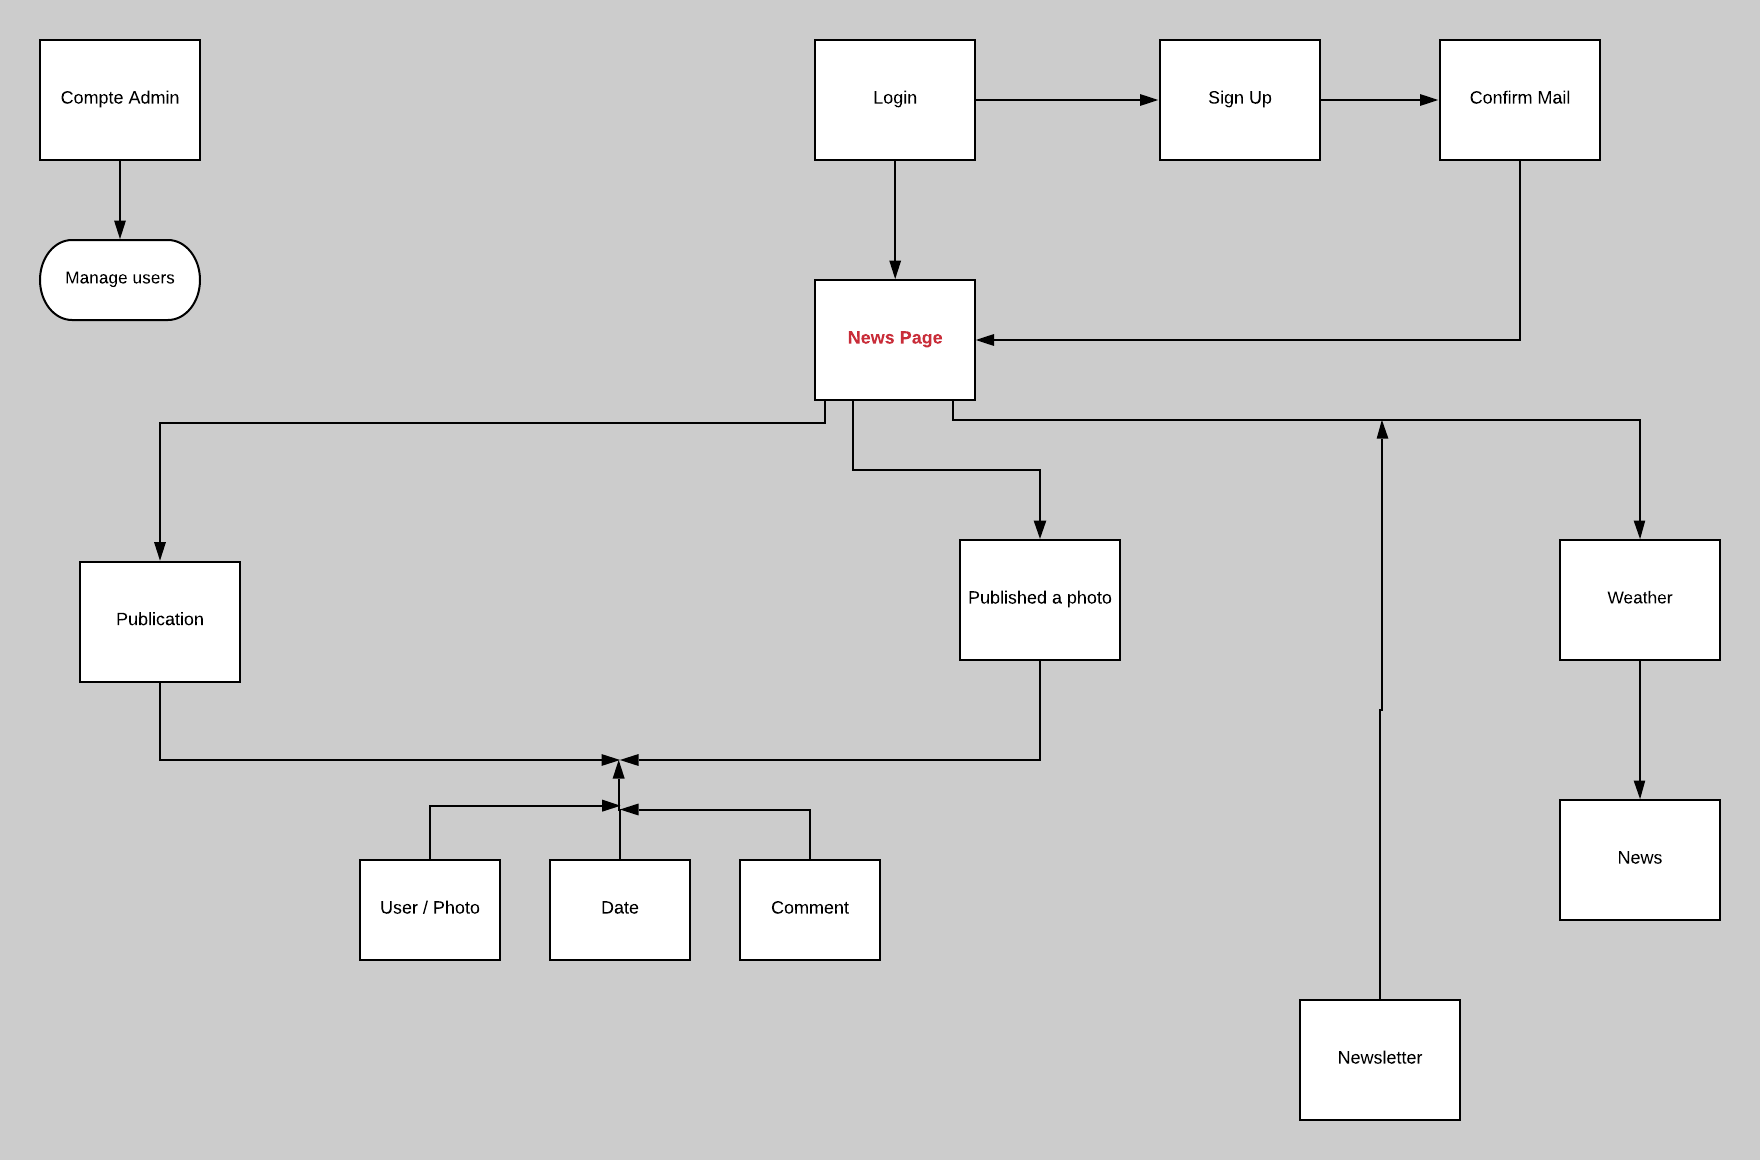 Compte Admin
Login
Sign Up
Confirm Mail
Manage users
News Page
Publication
Published a photo
Weather
News
User / Photo
Date
Comment
Newsletter